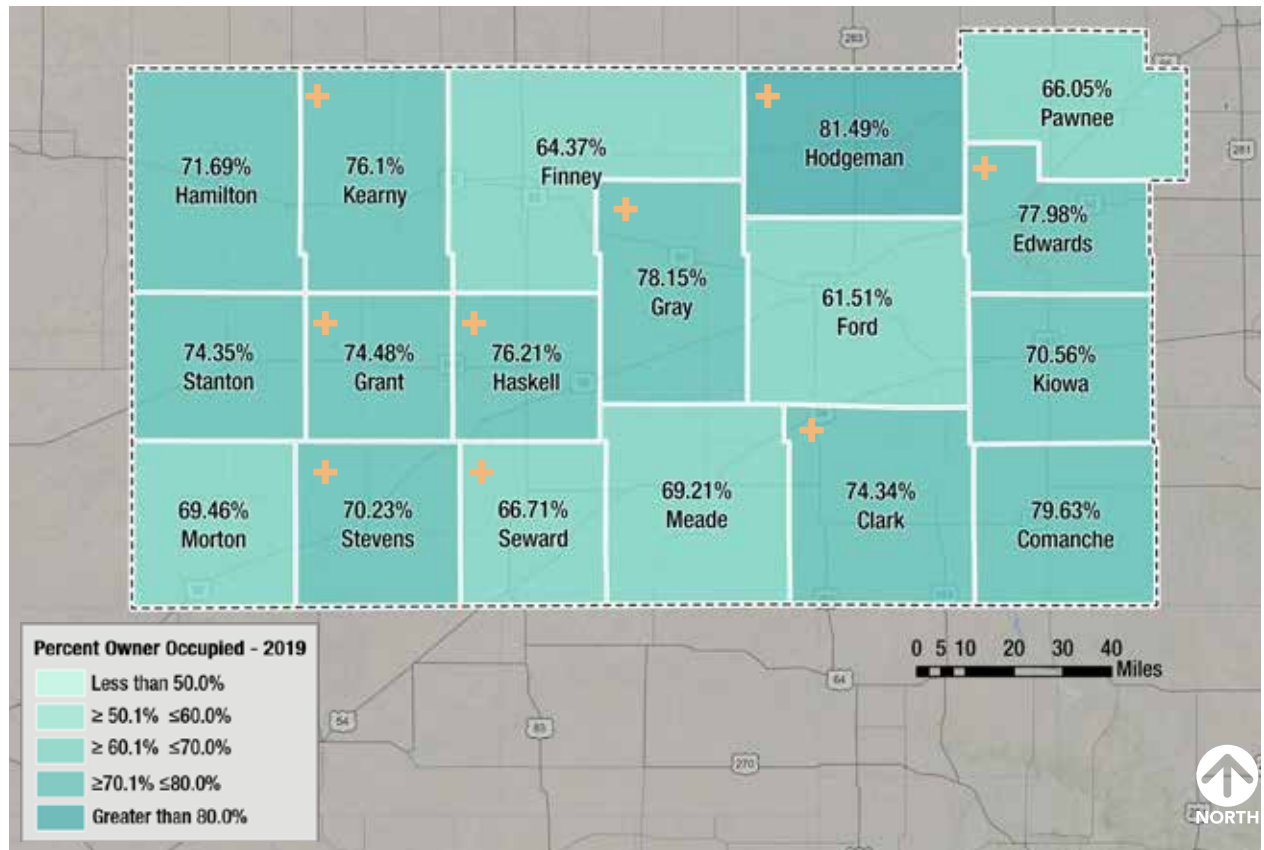 283
66.05%
Pawnee
81.49%
Hodgeman
64.37%
Finney
71.69%
Hamilton
76.1%
Kearny
281
77.98%
Edwards
78.15%
Gray
61.51%
Ford
74.35%
Stanton
74.48%
Grant
76.21%
Haskell
70.56%
Kiowa
69.46%
Morton
70.23%
Stevens
66.71%
Seward
69.21%
Meade
74.34%
Clark
79.63%
Comanche
Percent Owner Occupied - 2019
Less than 50.0%
≥ 50.1% ≤60.0%
≥ 60.1% ≤70.0%
≥70.1% ≤80.0%
Greater than 80.0%
0 5 10 20 30 40
Miles
64
54
83
270
NORTH